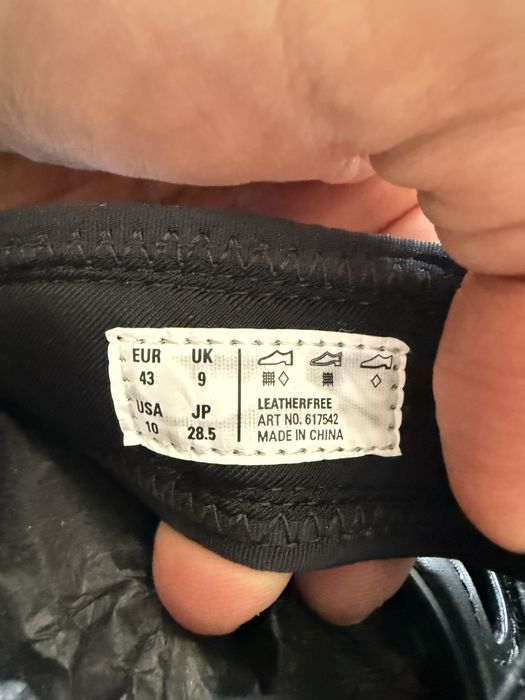 EUR UK
43 9
USA JP
10 28.5
LEATHERFREE
ART NO. 617542
MADE IN CHINA